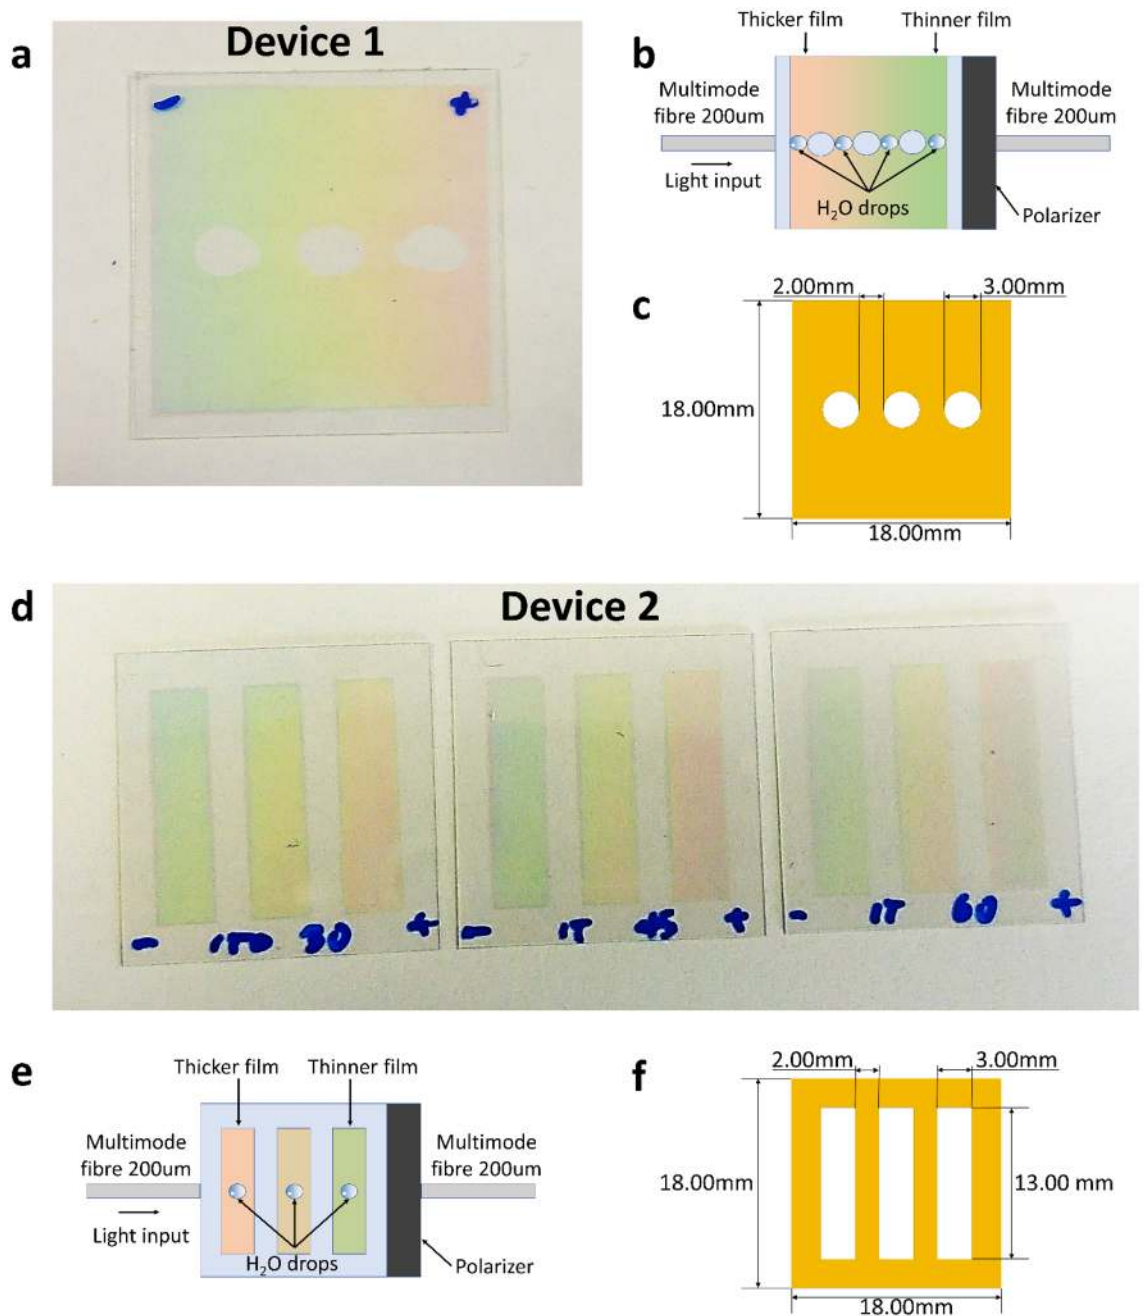 a
Device 1
-
+
b
Thicker film
Thinner film
Multimode
fibre 200um
Light input
H₂O drops
Multimode
fibre 200um
Polarizer
c
2.00mm
3.00mm
18.00mm
18.00mm
d
Device 2
- ITO 30 +
- IT 45 +
- IT 60 +
e
Thicker film
Thinner film
Multimode
fibre 200um
Light input
H₂O drops
Multimode
fibre 200um
Polarizer
f
2.00mm
3.00mm
18.00mm
13.00 mm
18.00mm